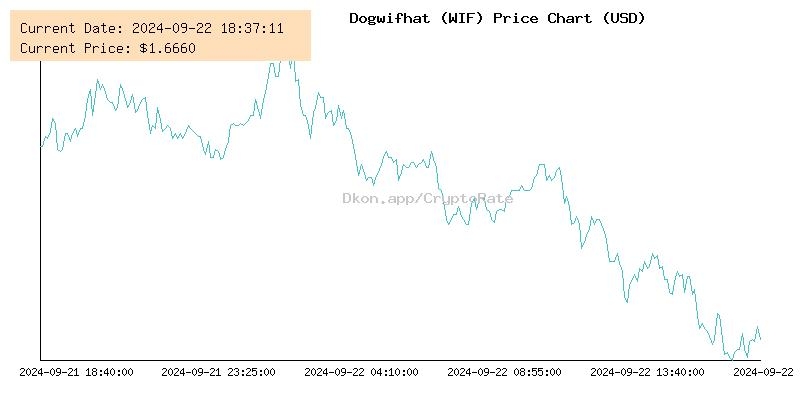 Dogwifhat (WIF) Price Chart (USD)
Current Date: 2024-09-22 18:37:11
Current Price: $1.6660
Dkon.app/CryptoRate
2024-09-21 18:40:00 2024-09-21 23:25:00 2024-09-22 04:10:00 2024-09-22 08:55:00 2024-09-22 13:40:00 2024-09-22